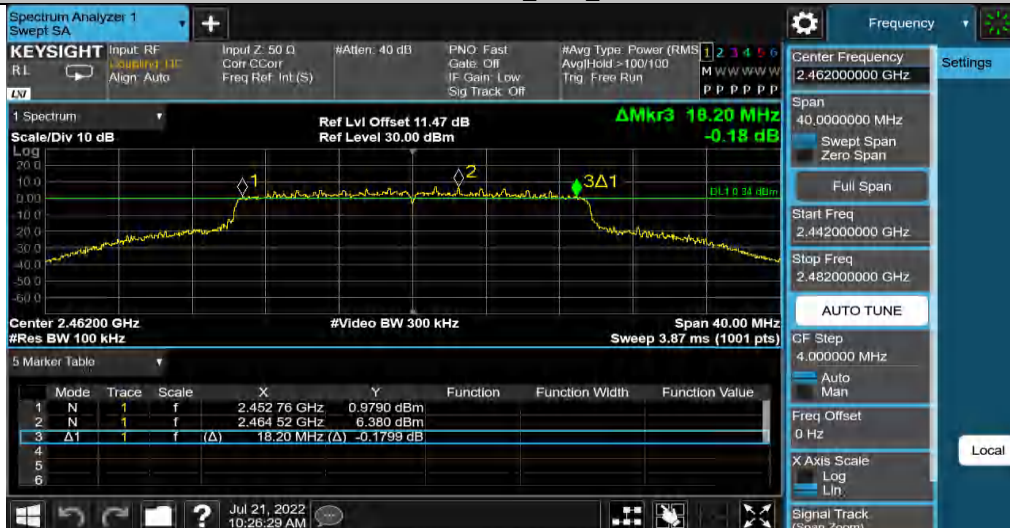 Spectrum Analyzer 1
Swept SA
+
Frequency
KEYSIGHT
RL
LXI
Input: RF
Coupling: DC
Align: Auto
Input Z: 50 Ω
Corr CCorr
Freq Ref: Int (S)
#Atten: 40 dB
PNO: Fast
Gate: Off
IF Gain: Low
Sig Track: Off
#Avg Type: Power (RMS
Avg|Hold >100/100
Trig: Free Run
1 2 3 4 5 6
M W W W W W
P P P P P P
1 Spectrum
Scale/Div 10 dB
Ref Lvl Offset 11.47 dB
Ref Level 30.00 dBm
ΔMkr3 18.20 MHz
-0.18 dB
Log
20.0
10.0
0.00
-10.0
-20.0
-30.0
-40.0
-50.0
-60.0
1
2
3Δ1
DL1 0.34 dBm
Center 2.46200 GHz
#Video BW 300 kHz
Span 40.00 MHz
#Res BW 100 kHz
Sweep 3.87 ms (1001 pts)
5 Marker Table
Mode Trace Scale X Y Function Function Width Function Value
1 N 1 f 2.452 76 GHz 0.9790 dBm
2 N 1 f 2.464 52 GHz 6.380 dBm
3 Δ1 1 f (Δ) 18.20 MHz (Δ) -0.1799 dB
4
5
6
?
Jul 21, 2022
10:26:29 AM
Center Frequency
2.462000000 GHz
Span
40.0000000 MHz
Swept Span
Zero Span
Full Span
Start Freq
2.442000000 GHz
Stop Freq
2.482000000 GHz
AUTO TUNE
CF Step
4.000000 MHz
Auto
Man
Freq Offset
0 Hz
X Axis Scale
Log
Lin
Signal Track
(Span Zoom)
Settings
Local